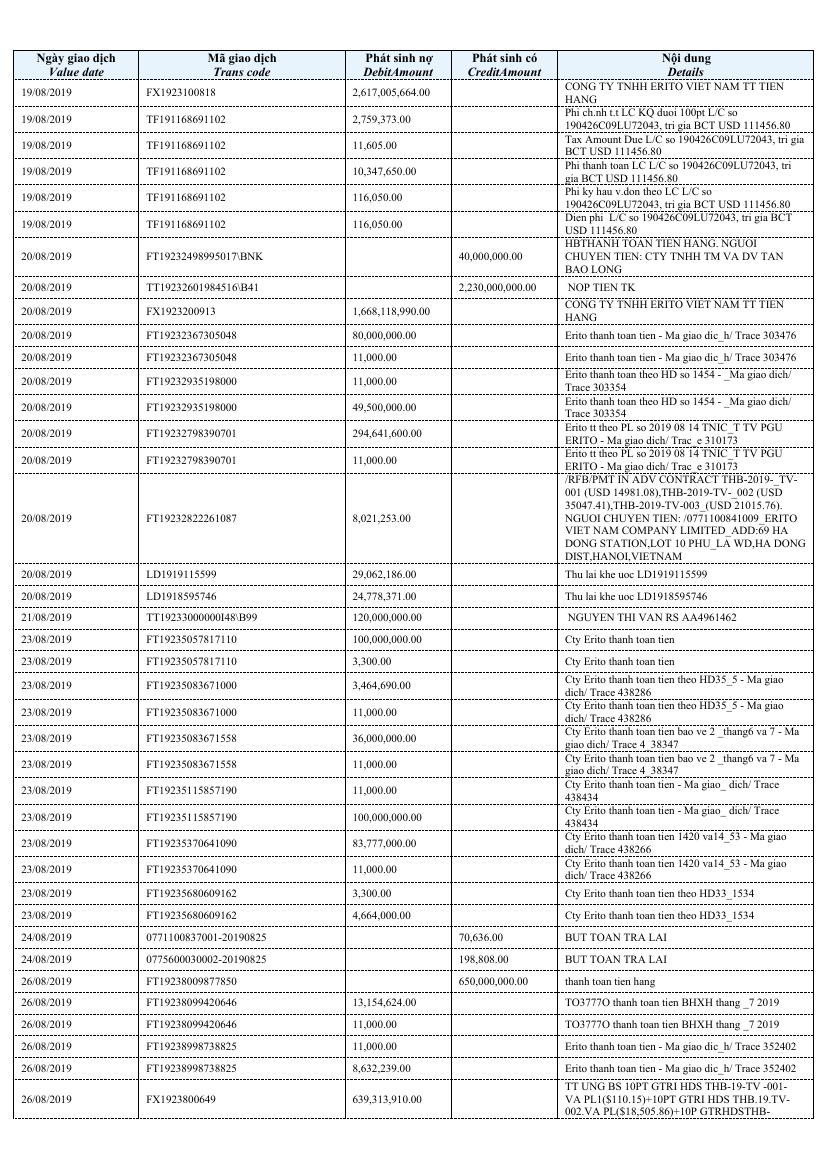 Ngày giao dịch Mã giao dịch Phát sinh nợ Phát sinh có Nội dung
Value date Trans code DebitAmount CreditAmount Details
19/08/2019 FX1923100818 2,617,005,664.00 CONG TY TNHH ERITO VIET NAM TT TIEN
HANG
19/08/2019 TF191168691102 2,759,373.00 Phi ch.nh t.t LC KQ duoi 100pt L/C so
190426C09LU72043, tri gia BCT USD 111456.80
19/08/2019 TF191168691102 11,605.00 Tax Amount Due L/C so 190426C09LU72043, tri gia
BCT USD 111456.80
19/08/2019 TF191168691102 10,347,650.00 Phi thanh toan LC L/C so 190426C09LU72043, tri
gia BCT USD 111456.80
19/08/2019 TF191168691102 116,050.00 Phi ky hau v.don theo LC L/C so
190426C09LU72043, tri gia BCT USD 111456.80
19/08/2019 TF191168691102 116,050.00 Dien phi L/C so 190426C09LU72043, tri gia BCT
USD 111456.80
20/08/2019 FT19232498995017\BNK 40,000,000.00 HBTHANH TOAN TIEN HANG. NGUOI
CHUYEN TIEN: CTY TNHH TM VA DV TAN
BAO LONG
20/08/2019 TT19232601984516\B41 2,230,000,000.00 NOP TIEN TK
20/08/2019 FX1923200913 1,668,118,990.00 CONG TY TNHH ERITO VIET NAM TT TIEN
HANG
20/08/2019 FT19232367305048 80,000,000.00 Erito thanh toan tien - Ma giao dic_h/ Trace 303476
20/08/2019 FT19232367305048 11,000.00 Erito thanh toan tien - Ma giao dic_h/ Trace 303476
20/08/2019 FT19232935198000 11,000.00 Erito thanh toan theo HD so 1454 - _Ma giao dich/
Trace 303354
20/08/2019 FT19232935198000 49,500,000.00 Erito thanh toan theo HD so 1454 - _Ma giao dich/
Trace 303354
20/08/2019 FT19232798390701 294,641,600.00 Erito tt theo PL so 2019 08 14 TNIC_T TV PGU
ERITO - Ma giao dich/ Trac_e 310173
20/08/2019 FT19232798390701 11,000.00 Erito tt theo PL so 2019 08 14 TNIC_T TV PGU
ERITO - Ma giao dich/ Trac_e 310173
20/08/2019 FT19232822261087 8,021,253.00 /RFB/PMT IN ADV CONTRACT THB-2019-_TV-
001 (USD 14981.08),THB-2019-TV-_002 (USD
35047.41),THB-2019-TV-003_(USD 21015.76).
NGUOI CHUYEN TIEN: /0771100841009_ERITO
VIET NAM COMPANY LIMITED_ADD:69 HA
DONG STATION,LOT 10 PHU_LA WD,HA DONG
DIST,HANOI,VIETNAM
20/08/2019 LD1919115599 29,062,186.00 Thu lai khe uoc LD1919115599
20/08/2019 LD1918595746 24,778,371.00 Thu lai khe uoc LD1918595746
21/08/2019 TT19233000000I48\B99 120,000,000.00 NGUYEN THI VAN RS AA4961462
23/08/2019 FT19235057817110 100,000,000.00 Cty Erito thanh toan tien
23/08/2019 FT19235057817110 3,300.00 Cty Erito thanh toan tien
23/08/2019 FT19235083671000 3,464,690.00 Cty Erito thanh toan tien theo HD35_5 - Ma giao
dich/ Trace 438286
23/08/2019 FT19235083671000 11,000.00 Cty Erito thanh toan tien theo HD35_5 - Ma giao
dich/ Trace 438286
23/08/2019 FT19235083671558 36,000,000.00 Cty Erito thanh toan tien bao ve 2 _thang6 va 7 - Ma
giao dich/ Trace 4_38347
23/08/2019 FT19235083671558 11,000.00 Cty Erito thanh toan tien bao ve 2 _thang6 va 7 - Ma
giao dich/ Trace 4_38347
23/08/2019 FT19235115857190 11,000.00 Cty Erito thanh toan tien - Ma giao_ dich/ Trace
438434
23/08/2019 FT19235115857190 100,000,000.00 Cty Erito thanh toan tien - Ma giao_ dich/ Trace
438434
23/08/2019 FT19235370641090 83,777,000.00 Cty Erito thanh toan tien 1420 va14_53 - Ma giao
dich/ Trace 438266
23/08/2019 FT19235370641090 11,000.00 Cty Erito thanh toan tien 1420 va14_53 - Ma giao
dich/ Trace 438266
23/08/2019 FT19235680609162 3,300.00 Cty Erito thanh toan tien theo HD33_1534
23/08/2019 FT19235680609162 4,664,000.00 Cty Erito thanh toan tien theo HD33_1534
24/08/2019 0771100837001-20190825 70,636.00 BUT TOAN TRA LAI
24/08/2019 0775600030002-20190825 198,808.00 BUT TOAN TRA LAI
26/08/2019 FT19238009877850 650,000,000.00 thanh toan tien hang
26/08/2019 FT19238099420646 13,154,624.00 TO3777O thanh toan tien BHXH thang _7 2019
26/08/2019 FT19238099420646 11,000.00 TO3777O thanh toan tien BHXH thang _7 2019
26/08/2019 FT19238998738825 11,000.00 Erito thanh toan tien - Ma giao dic_h/ Trace 352402
26/08/2019 FT19238998738825 8,632,239.00 Erito thanh toan tien - Ma giao dic_h/ Trace 352402
26/08/2019 FX1923800649 639,313,910.00 TT UNG BS 10PT GTRI HDS THB-19-TV -001-
VA PL1($110.15)+10PT GTRI HDS THB.19.TV-
002.VA PL($18,505.86)+10P GTRHDSTHB-